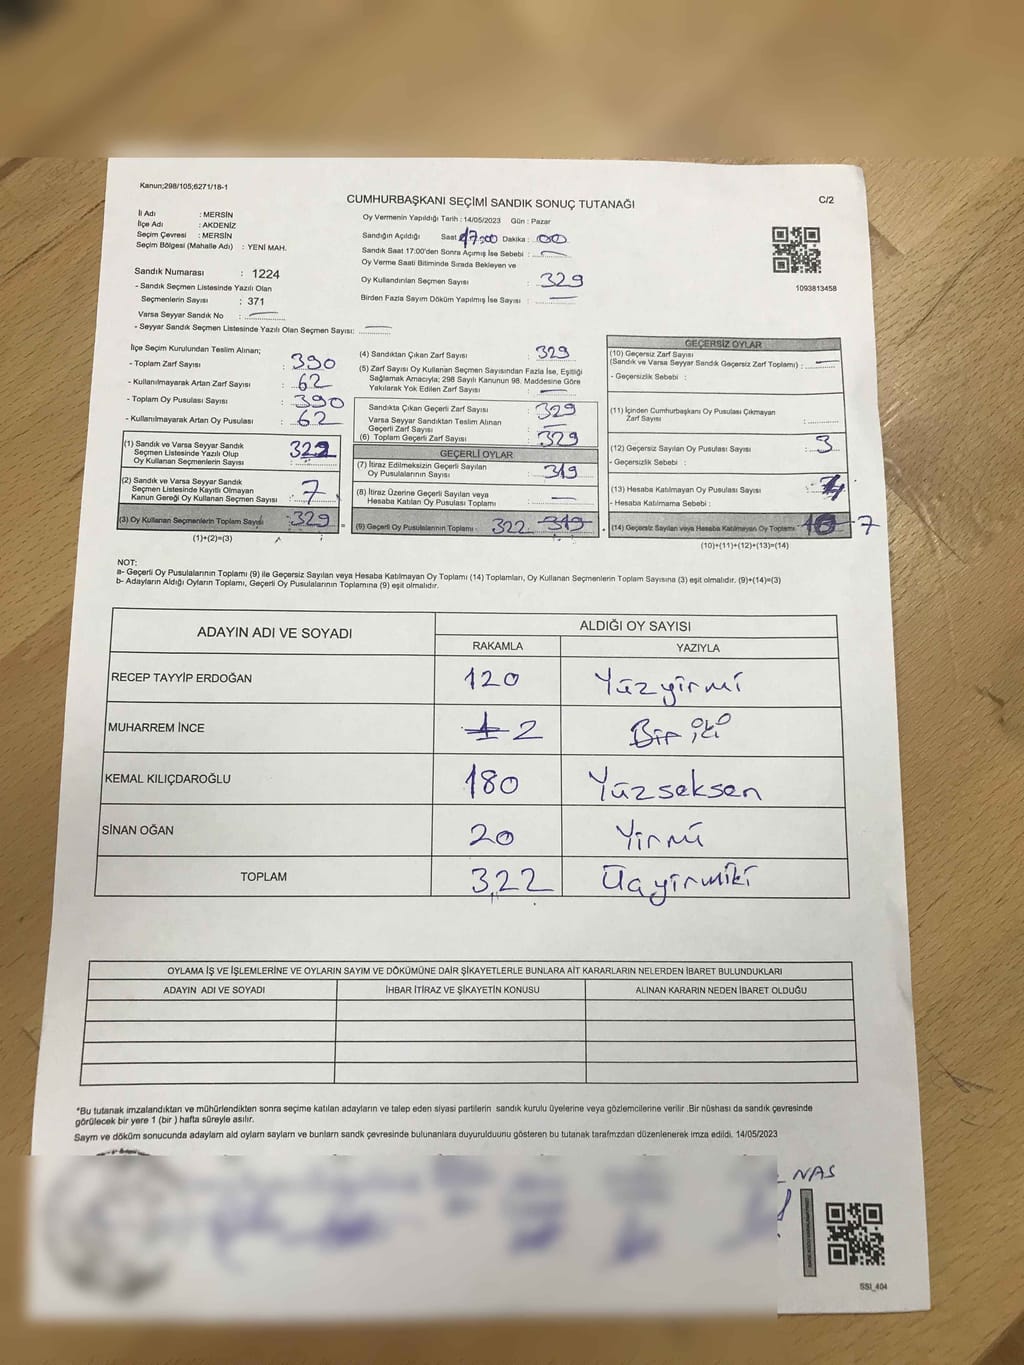 Kanun;298/105;6271/18-1
CUMHURBAŞKANI SEÇİMİ SANDIK SONUÇ TUTANAĞI
C/2
İl Adı : MERSİN
İlçe Adı : AKDENİZ
Seçim Çevresi : MERSİN
Seçim Bölgesi (Mahalle Adı) : YENİ MAH.
Sandık Numarası : 1224
- Sandık Seçmen Listesinde Yazılı Olan
Seçmenlerin Sayısı : 371
Varsa Seyyar Sandık No :
- Seyyar Sandık Seçmen Listesinde Yazılı Olan Seçmen Sayısı:
Oy Vermenin Yapıldığı Tarih : 14/05/2023 Gün : Pazar
Sandığın Açıldığı Saat 17:00 Dakika : 00
Sandık Saat 17:00'den Sonra Açılmış İse Sebebi :
Oy Verme Saati Bitiminde Sırada Bekleyen ve
Oy Kullandırılan Seçmen Sayısı : 329
Birden Fazla Sayım Döküm Yapılmış İse Sayısı :
1093813458
İlçe Seçim Kurulundan Teslim Alınan;
- Toplam Zarf Sayısı : 390
- Kullanılmayarak Artan Zarf Sayısı : 62
- Toplam Oy Pusulası Sayısı : 390
- Kullanılmayarak Artan Oy Pusulası : 62
(1) Sandık ve Varsa Seyyar Sandık
Seçmen Listesinde Yazılı Olup
Oy Kullanan Seçmenlerin Sayısı : 322
(2) Sandık ve Varsa Seyyar Sandık
Seçmen Listesinde Kayıtlı Olmayan
Kanun Gereği Oy Kullanan Seçmen Sayısı : 7
(3) Oy Kullanan Seçmenlerin Toplam Sayısı : 329
(1)+(2)=(3)
(4) Sandıktan Çıkan Zarf Sayısı : 329
(5) Zarf Sayısı Oy Kullanan Seçmen Sayısından Fazla İse, Eşitliği
Sağlamak Amacıyla; 298 Sayılı Kanunun 98. Maddesine Göre
Yakılarak Yok Edilen Zarf Sayısı :
Sandıkta Çıkan Geçerli Zarf Sayısı : 329
Varsa Seyyar Sandıktan Teslim Alınan
Geçerli Zarf Sayısı :
(6) Toplam Geçerli Zarf Sayısı : 329
GEÇERLİ OYLAR
(7) İtiraz Edilmeksizin Geçerli Sayılan
Oy Pusulalarının Sayısı : 319
(8) İtiraz Üzerine Geçerli Sayılan veya
Hesaba Katılan Oy Pusulası Toplamı :
(9) Geçerli Oy Pusulalarının Toplamı : 322 319
GEÇERSİZ OYLAR
(10) Geçersiz Zarf Sayısı
(Sandık ve Varsa Seyyar Sandık Geçersiz Zarf Toplamı) :
- Geçersizlik Sebebi :
(11) İçinden Cumhurbaşkanı Oy Pusulası Çıkmayan
Zarf Sayısı :
(12) Geçersiz Sayılan Oy Pusulası Sayısı : 3
- Geçersizlik Sebebi :
(13) Hesaba Katılmayan Oy Pusulası Sayısı :
- Hesaba Katılmama Sebebi :
(14) Geçersiz Sayılan veya Hesaba Katılmayan Oy Toplamı: 10 7
(10)+(11)+(12)+(13)=(14)
NOT:
a- Geçerli Oy Pusulalarının Toplamı (9) ile Geçersiz Sayılan veya Hesaba Katılmayan Oy Toplamı (14) Toplamları, Oy Kullanan Seçmenlerin Toplam Sayısına (3) eşit olmalıdır. (9)+(14)=(3)
b- Adayların Aldığı Oyların Toplamı, Geçerli Oy Pusulalarının Toplamına (9) eşit olmalıdır.
ADAYIN ADI VE SOYADI
ALDIĞI OY SAYISI
RAKAMLA YAZIYLA
RECEP TAYYİP ERDOĞAN 120 Yüzyirmi
MUHARREM İNCE 1 2 Bir iki
KEMAL KILIÇDAROĞLU 180 Yüzseksen
SİNAN OĞAN 20 Yirmi
TOPLAM 322 Üçyirmiiki
OYLAMA İŞ VE İŞLEMLERİNE VE OYLARIN SAYIM VE DÖKÜMÜNE DAİR ŞİKAYETLERLE BUNLARA AİT KARARLARIN NELERDEN İBARET BULUNDUKLARI
ADAYIN ADI VE SOYADI İHBAR İTİRAZ VE ŞİKAYETİN KONUSU ALINAN KARARIN NEDEN İBARET OLDUĞU
*Bu tutanak imzalandıktan ve mühürlendikten sonra seçime katılan adayların ve talep eden siyasi partilerin sandık kurulu üyelerine veya gözlemcilerine verilir .Bir nüshası da sandık çevresinde
görülecek bir yere 1 (bir ) hafta süreyle asılır.
Saym ve döküm sonucunda adaylarn ald oylarn saylarn ve bunlarn sandk çevresinde bulunanlara duyurulduunu gösteren bu tutanak tarafmzdan düzenlenerek imza edildi. 14/05/2023
NAS
SSI_404